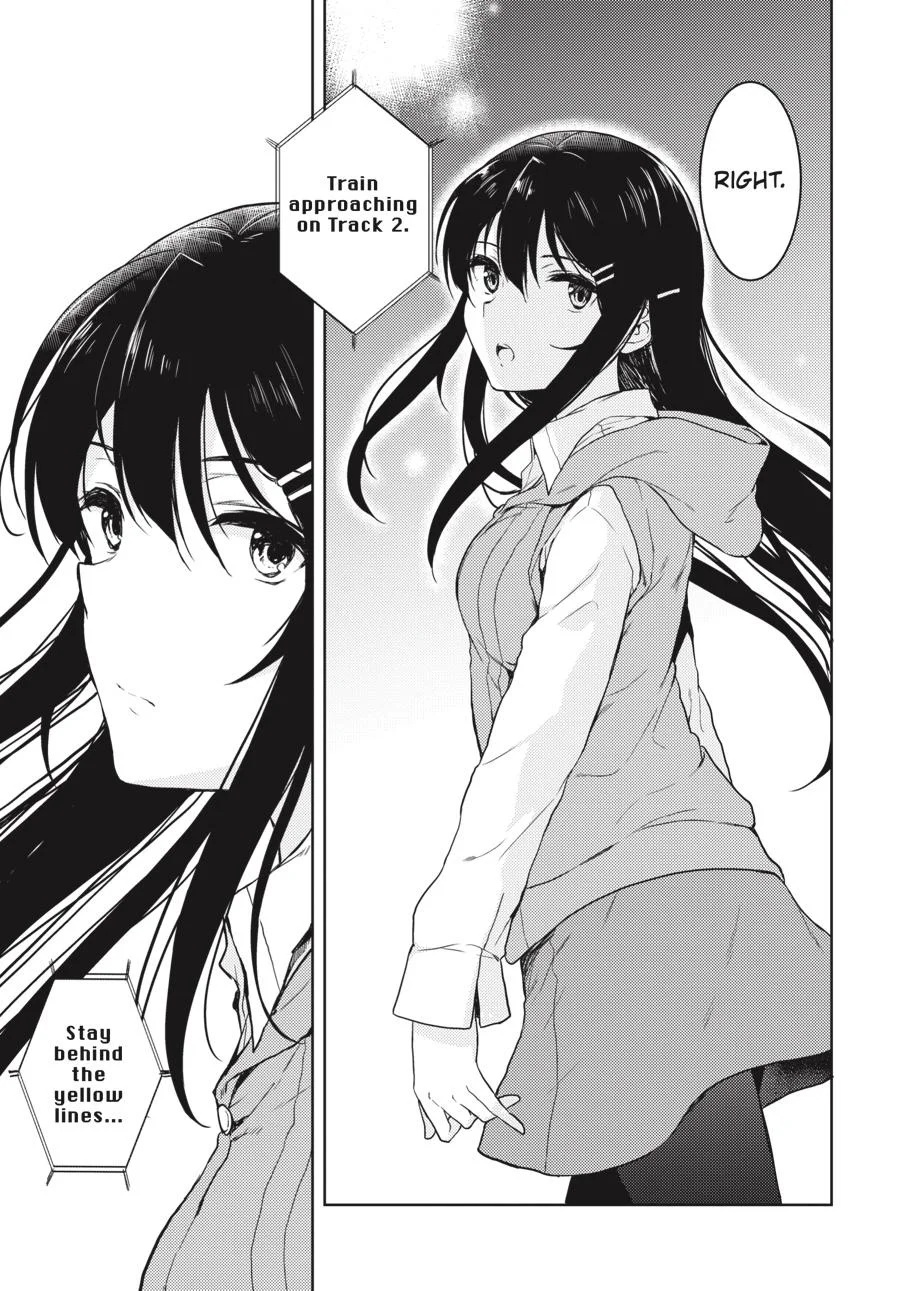 RIGHT.
Train
approaching
on Track 2.
Stay
behind
the
yellow
lines...